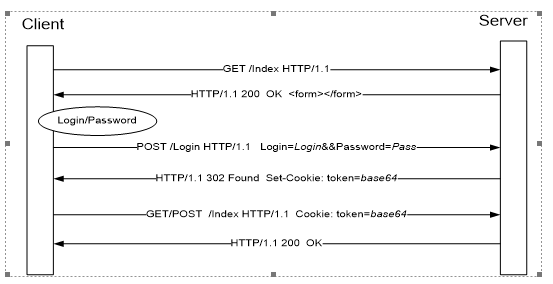 Client
Server
GET /Index HTTP/1.1
HTTP/1.1 200 OK <form></form>
Login/Password
POST /Login HTTP/1.1 Login=Login&&Password=Pass
HTTP/1.1 302 Found Set-Cookie: token=base64
GET/POST /Index HTTP/1.1 Cookie: token=base64
HTTP/1.1 200 OK